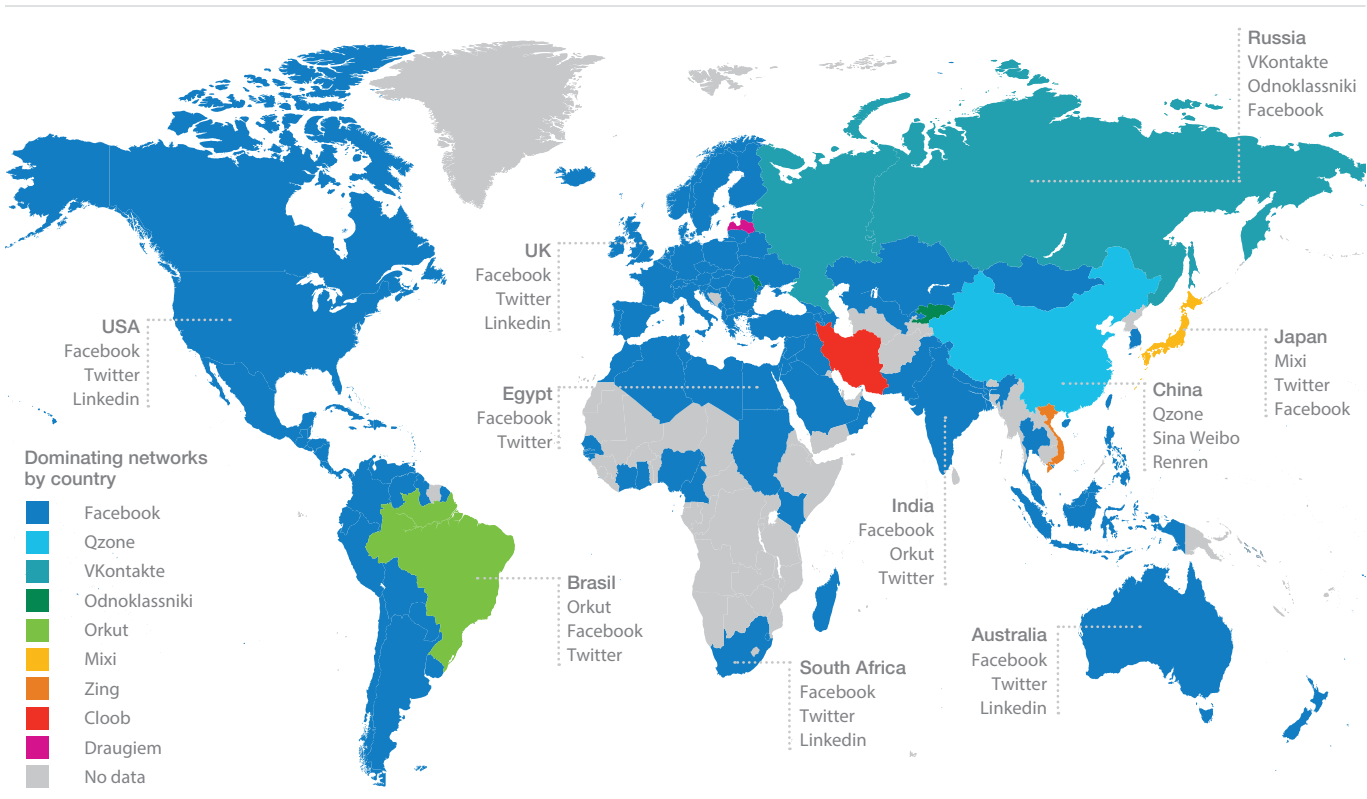 Russia
VKontakte
Odnoklassniki
Facebook
UK
Facebook
Twitter
Linkedin
USA
Facebook
Twitter
Linkedin
Japan
Mixi
Twitter
Facebook
Egypt
Facebook
Twitter
China
Qzone
Sina Weibo
Renren
Dominating networks
by country
Facebook
Qzone
VKontakte
Odnoklassniki
Orkut
Mixi
Zing
Cloob
Draugiem
No data
India
Facebook
Orkut
Twitter
Brasil
Orkut
Facebook
Twitter
Australia
Facebook
Twitter
Linkedin
South Africa
Facebook
Twitter
Linkedin